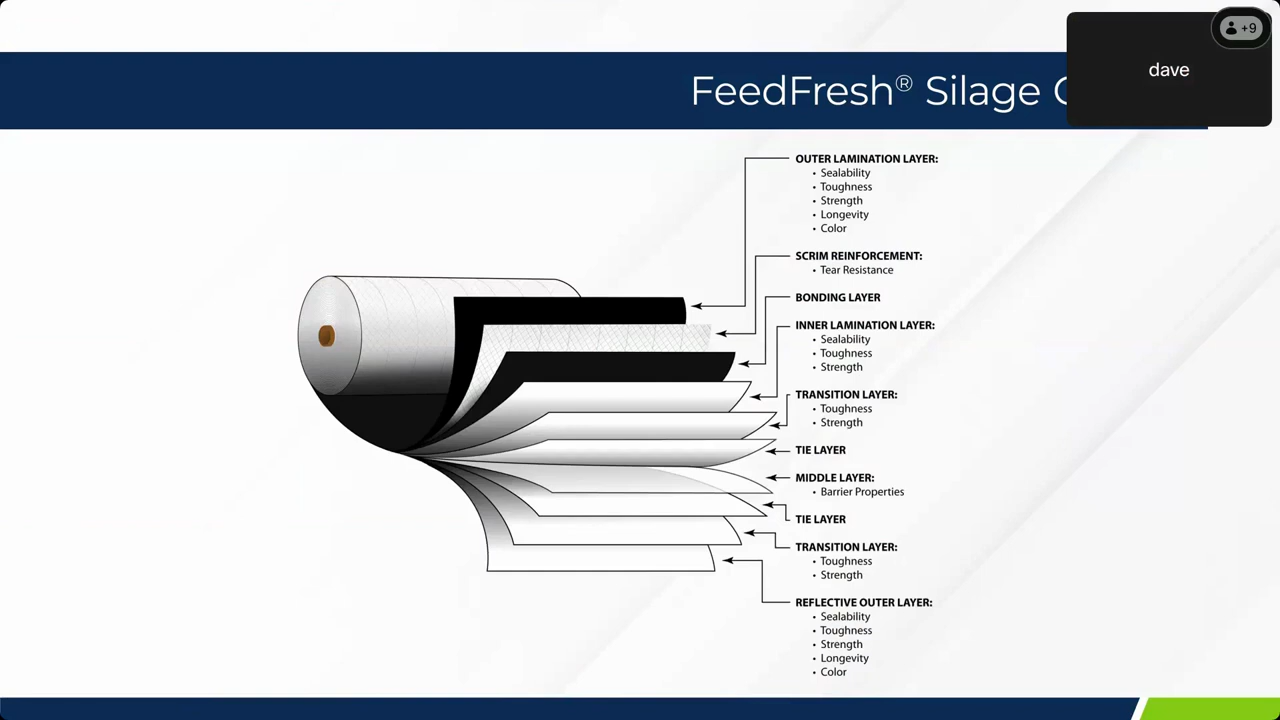 FeedFresh® Silage
dave
+9
OUTER LAMINATION LAYER:
• Sealability
• Toughness
• Strength
• Longevity
• Color
SCRIM REINFORCEMENT:
• Tear Resistance
BONDING LAYER
INNER LAMINATION LAYER:
• Sealability
• Toughness
• Strength
TRANSITION LAYER:
• Toughness
• Strength
TIE LAYER
MIDDLE LAYER:
• Barrier Properties
TIE LAYER
TRANSITION LAYER:
• Toughness
• Strength
REFLECTIVE OUTER LAYER:
• Sealability
• Toughness
• Strength
• Longevity
• Color